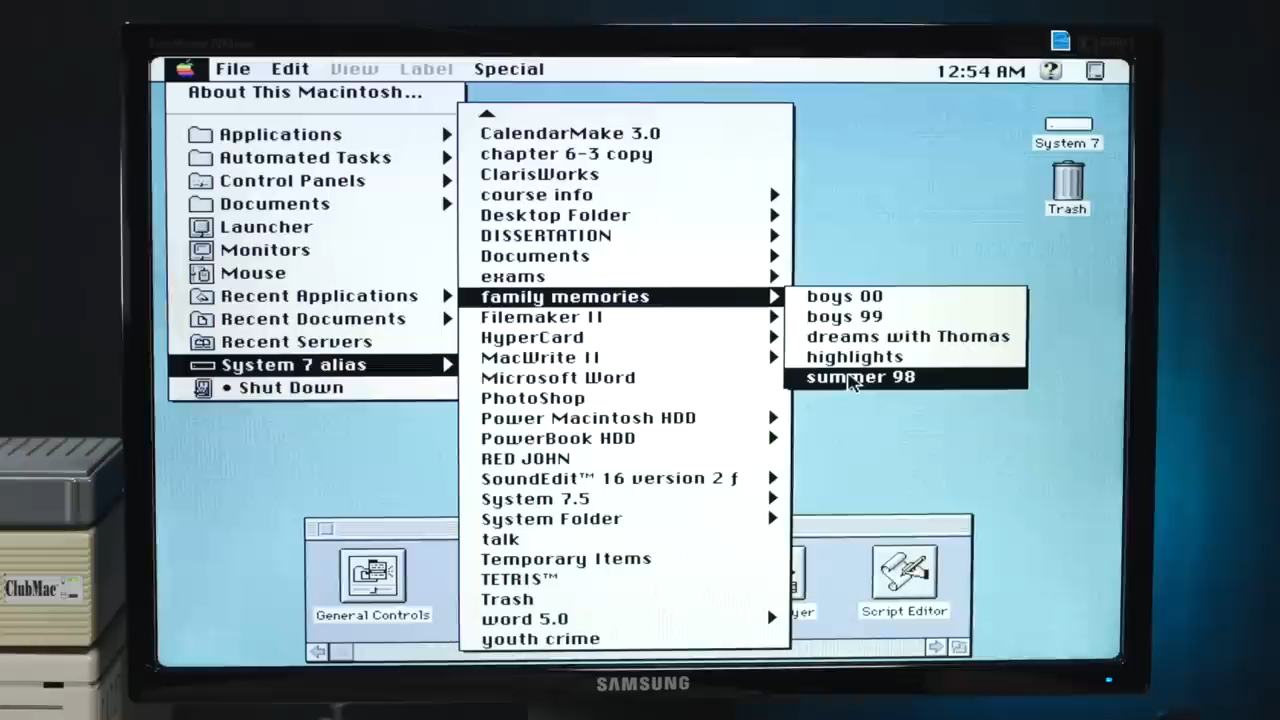 File Edit View Label Special 12:54 AM
About This Macintosh...
Applications
Automated Tasks
Control Panels
Documents
Launcher
Monitors
Mouse
Recent Applications
Recent Documents
Recent Servers
System 7 alias
• Shut Down
CalendarMake 3.0
chapter 6-3 copy
ClarisWorks
course info
Desktop Folder
DISSERTATION
Documents
exams
family memories
Filemaker II
HyperCard
MacWrite II
Microsoft Word
PhotoShop
Power Macintosh HDD
PowerBook HDD
RED JOHN
SoundEdit™ 16 version 2 ƒ
System 7.5
System Folder
talk
Temporary Items
TETRIS™
Trash
word 5.0
youth crime
boys 00
boys 99
dreams with Thomas
highlights
summer 98
System 7
Trash
General Controls
yer
Script Editor
ClubMac
SAMSUNG